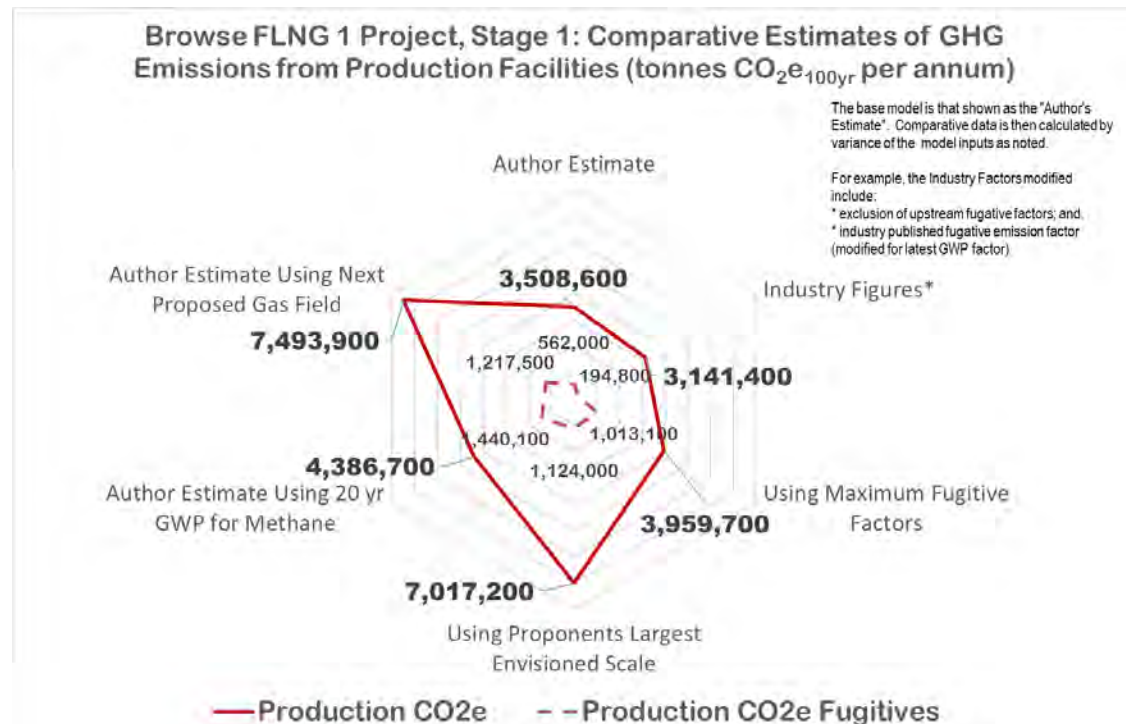 Browse FLNG 1 Project, Stage 1: Comparative Estimates of GHG
Emissions from Production Facilities (tonnes CO₂e₁₀₀yr per annum)
The base model is that shown as the "Author's
Estimate". Comparative data is then calculated by
variance of the model inputs as noted.
For example, the Industry Factors modified
include:
* exclusion of upstream fugative factors; and,
* industry published fugative emission factor
(modified for latest GWP factor)
Author Estimate
3,508,600
562,000
Industry Figures*
3,141,400
194,800
Using Maximum Fugitive
Factors
3,959,700
1,013,100
Using Proponents Largest
Envisioned Scale
7,017,200
1,124,000
Author Estimate Using 20 yr
GWP for Methane
4,386,700
1,440,100
Author Estimate Using Next
Proposed Gas Field
7,493,900
1,217,500
Production CO2e
Production CO2e Fugitives